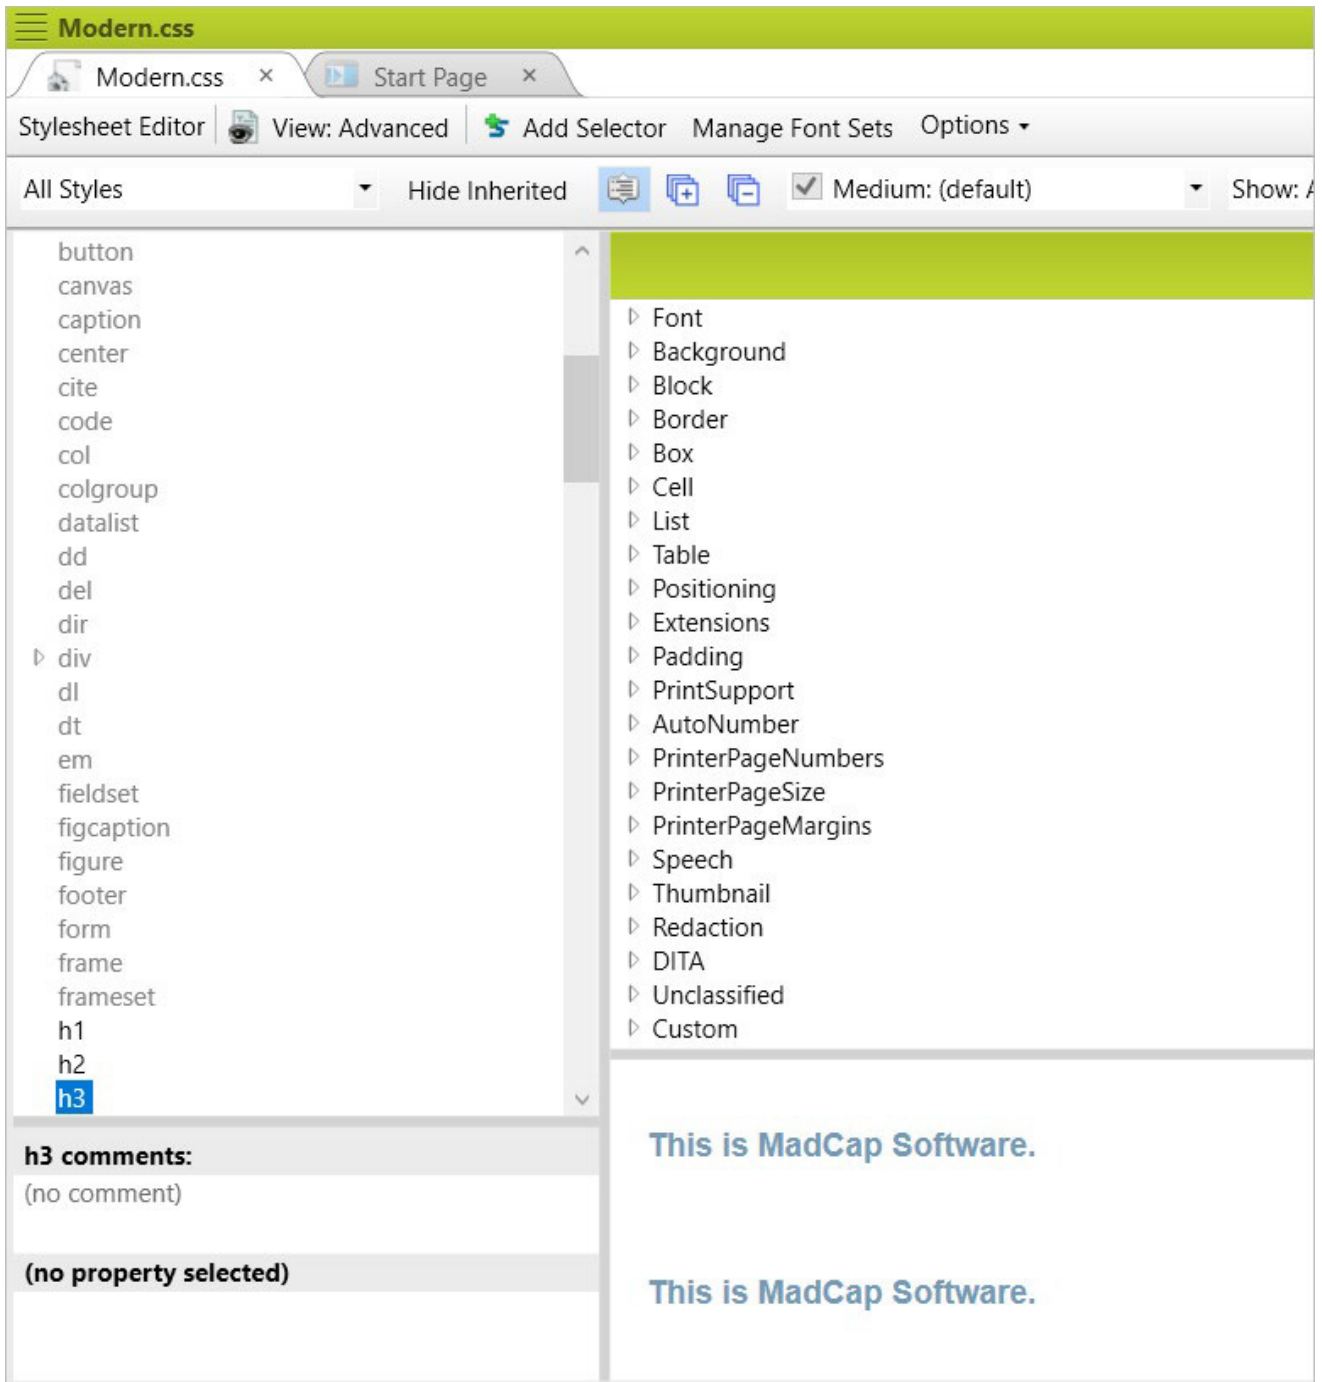 Modern.css
Modern.css × Start Page ×
Stylesheet Editor View: Advanced Add Selector Manage Font Sets Options
All Styles Hide Inherited Medium: (default) Show: A
button
canvas
caption
center
cite
code
col
colgroup
datalist
dd
del
dir
div
dl
dt
em
fieldset
figcaption
figure
footer
form
frame
frameset
h1
h2
h3
h3 comments:
(no comment)
(no property selected)
Font
Background
Block
Border
Box
Cell
List
Table
Positioning
Extensions
Padding
PrintSupport
AutoNumber
PrinterPageNumbers
PrinterPageSize
PrinterPageMargins
Speech
Thumbnail
Redaction
DITA
Unclassified
Custom
This is MadCap Software.
This is MadCap Software.